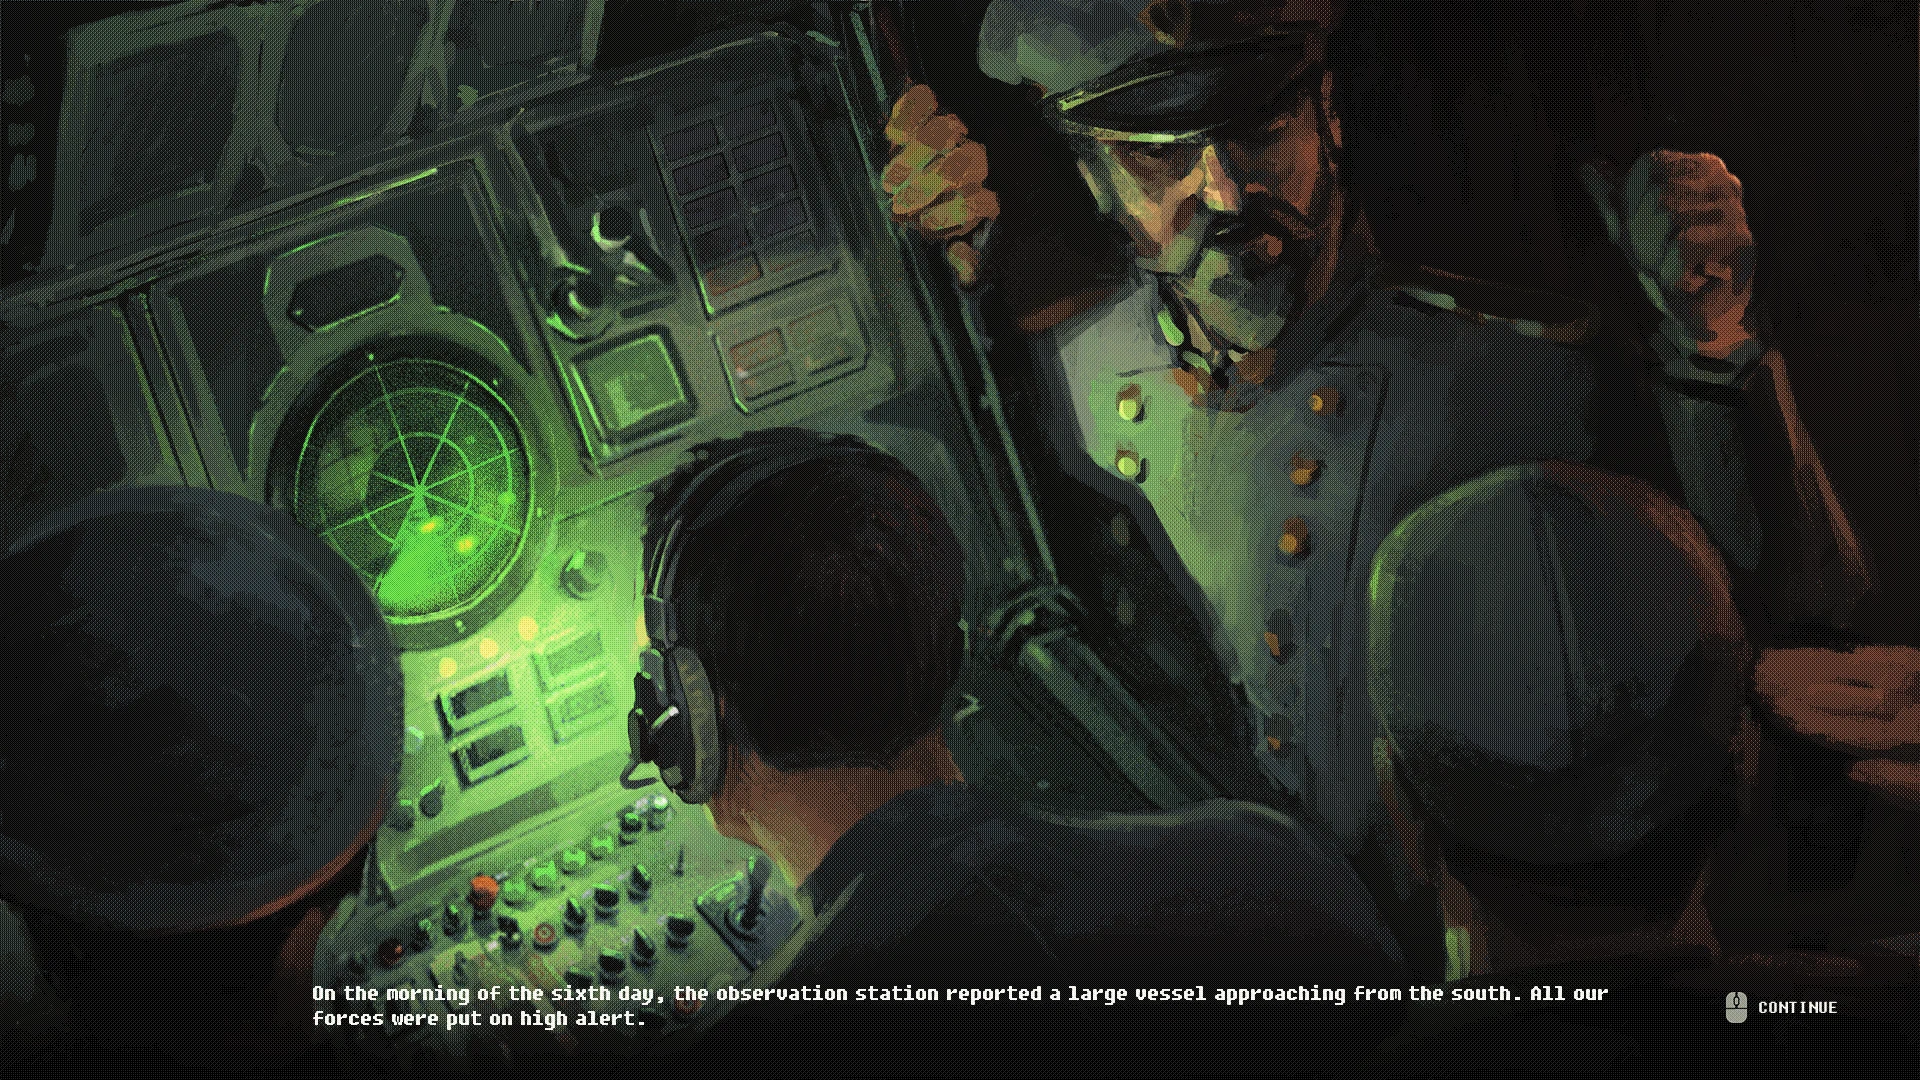 On the morning of the sixth day, the observation station reported a large vessel approaching from the south. All our
forces were put on high alert.
CONTINUE